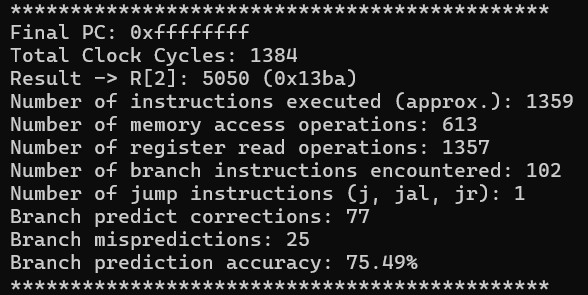 *********************************************
Final PC: 0xffffffff
Total Clock Cycles: 1384
Result -> R[2]: 5050 (0x13ba)
Number of instructions executed (approx.): 1359
Number of memory access operations: 613
Number of register read operations: 1357
Number of branch instructions encountered: 102
Number of jump instructions (j, jal, jr): 1
Branch predict corrections: 77
Branch mispredictions: 25
Branch prediction accuracy: 75.49%
*********************************************